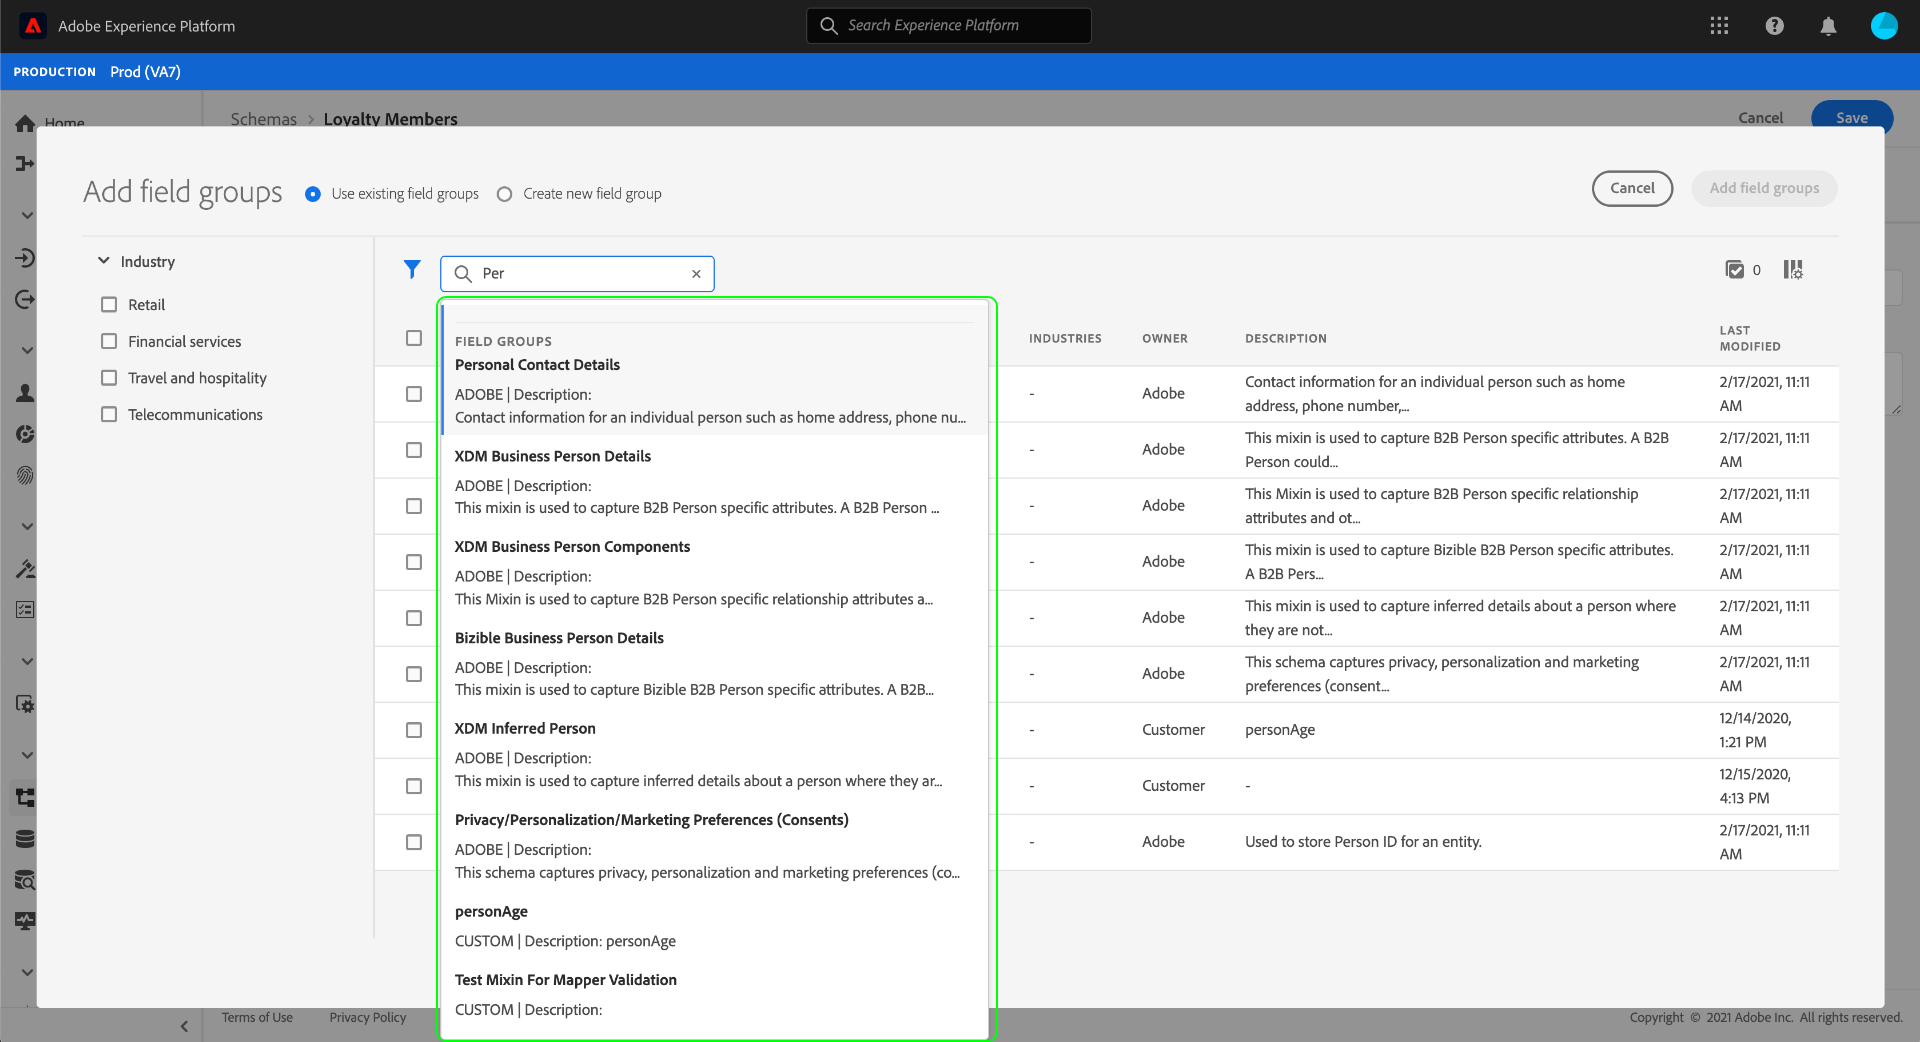 Adobe Experience Platform
Search Experience Platform
PRODUCTION Prod (VA7)
Home
Schemas > Loyalty Members
Cancel
Save
Add field groups
Use existing field groups
Create new field group
Cancel
Add field groups
Industry
Retail
Financial services
Travel and hospitality
Telecommunications
Per
0
FIELD GROUPS
Personal Contact Details
ADOBE | Description:
Contact information for an individual person such as home address, phone nu...
XDM Business Person Details
ADOBE | Description:
This mixin is used to capture B2B Person specific attributes. A B2B Person ...
XDM Business Person Components
ADOBE | Description:
This Mixin is used to capture B2B Person specific relationship attributes a...
Bizible Business Person Details
ADOBE | Description:
This mixin is used to capture Bizible B2B Person specific attributes. A B2B...
XDM Inferred Person
ADOBE | Description:
This mixin is used to capture inferred details about a person where they ar...
Privacy/Personalization/Marketing Preferences (Consents)
ADOBE | Description:
This schema captures privacy, personalization and marketing preferences (co...
personAge
CUSTOM | Description: personAge
Test Mixin For Mapper Validation
CUSTOM | Description:
INDUSTRIES OWNER DESCRIPTION LAST
MODIFIED
- Adobe Contact information for an individual person such as home 2/17/2021, 11:11
address, phone number,... AM
- Adobe This mixin is used to capture B2B Person specific attributes. A B2B 2/17/2021, 11:11
Person could... AM
- Adobe This Mixin is used to capture B2B Person specific relationship 2/17/2021, 11:11
attributes and ot... AM
- Adobe This mixin is used to capture Bizible B2B Person specific attributes. 2/17/2021, 11:11
A B2B Pers... AM
- Adobe This mixin is used to capture inferred details about a person where 2/17/2021, 11:11
they are not... AM
- Adobe This schema captures privacy, personalization and marketing 2/17/2021, 11:11
preferences (consent... AM
- Customer personAge 12/14/2020,
1:21 PM
- Customer - 12/15/2020,
4:13 PM
- Adobe Used to store Person ID for an entity. 2/17/2021, 11:11
AM
Terms of Use
Privacy Policy
Copyright © 2021 Adobe Inc. All rights reserved.